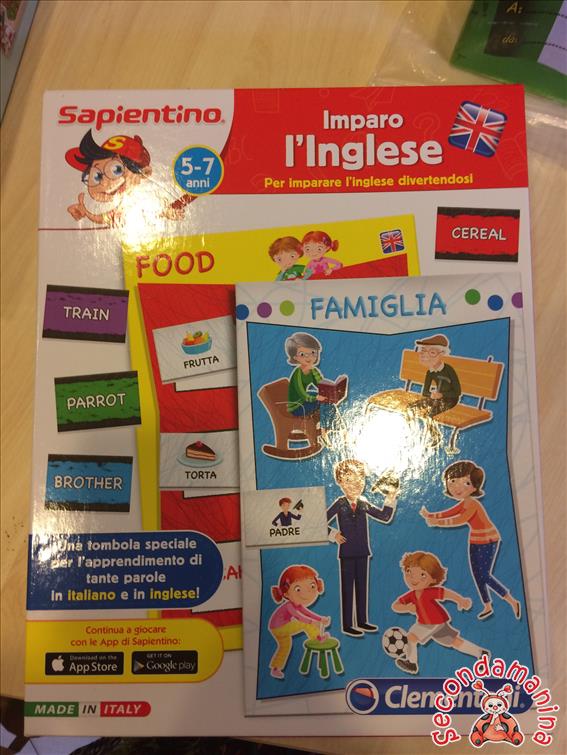 Sapientino®
5-7
anni
Imparo
l'Inglese
Per imparare l'inglese divertendosi
CEREAL
FOOD
FAMIGLIA
TRAIN
FRUTTA
PARROT
TORTA
BROTHER
PADRE
Una tombola speciale
per l'apprendimento di
tante parole
in italiano e in inglese!
Continua a giocare
con le App di Sapientino:
Download on the
App Store
GET IT ON
Google play
MADE IN ITALY
secondamanina